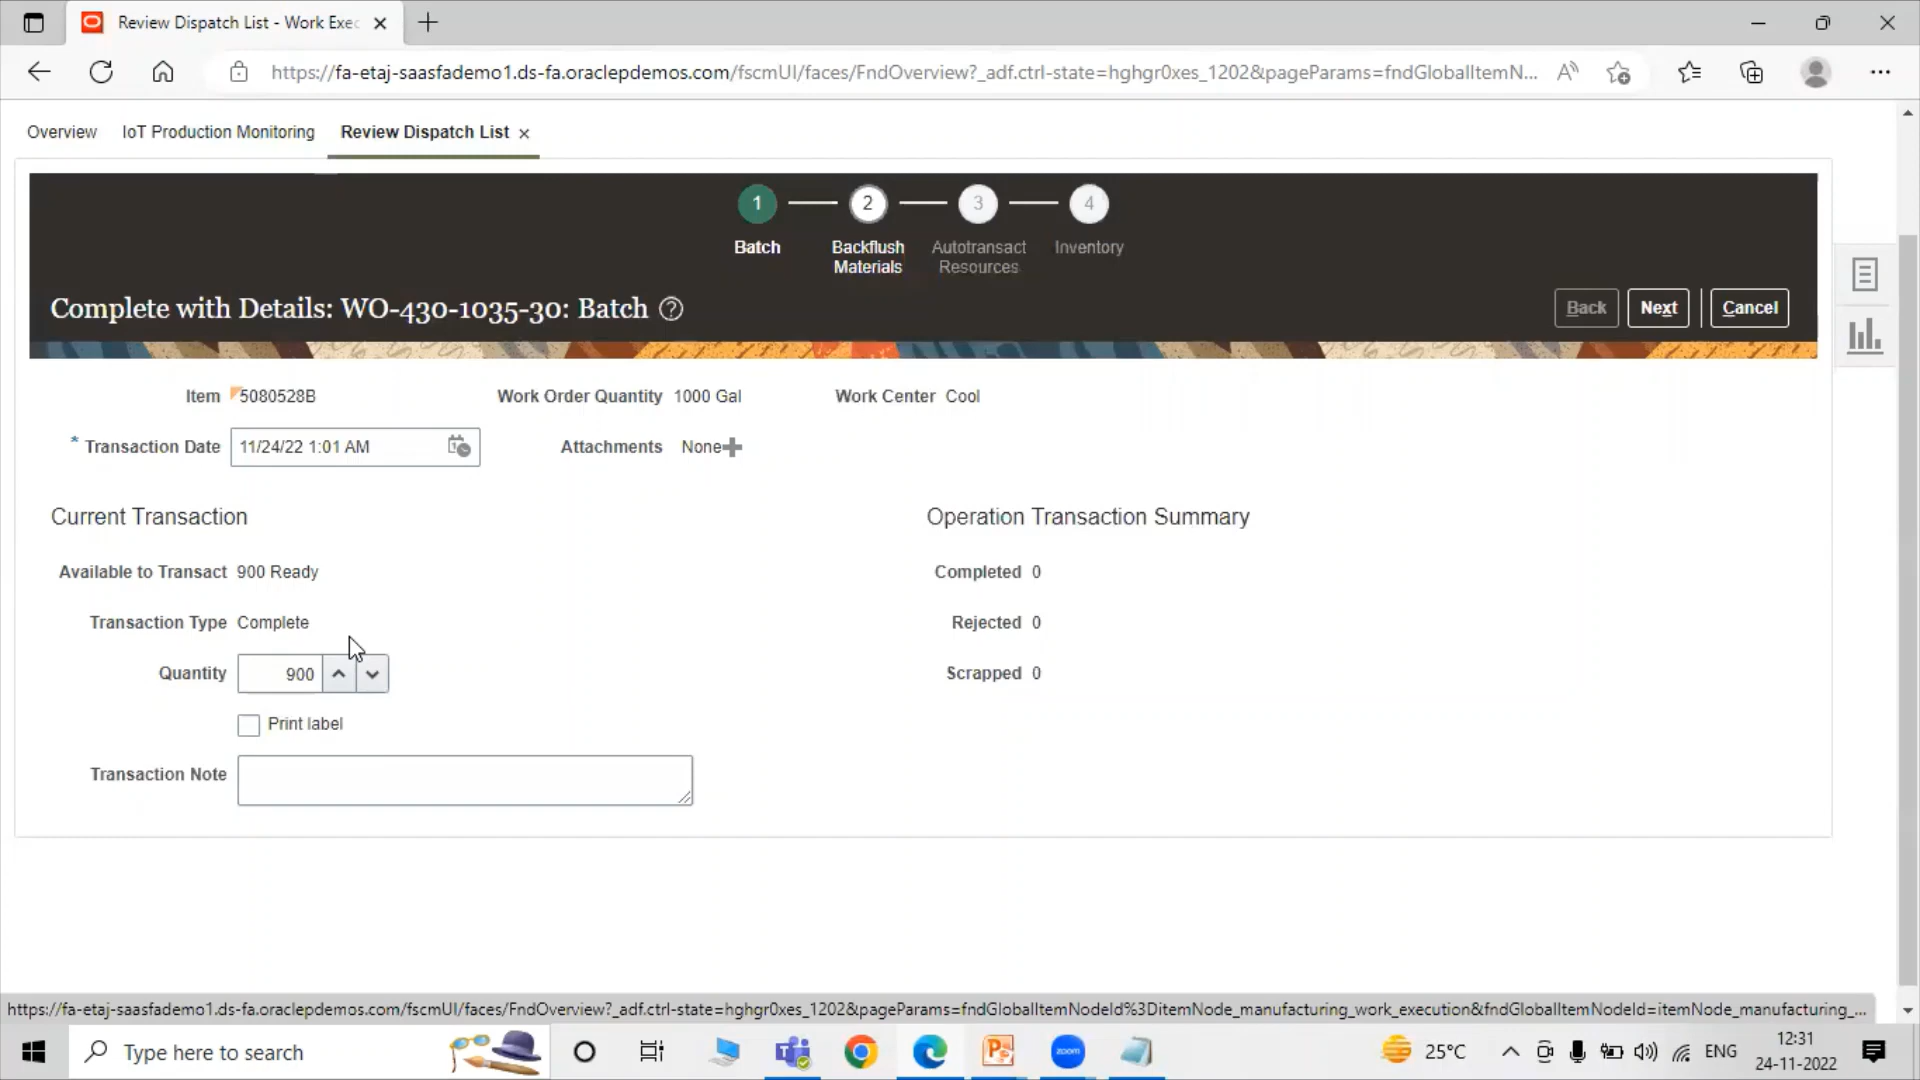 Review Dispatch List - Work Exec
https://fa-etaj-saasfademo1.ds-fa.oraclepdemos.com/fscmUI/faces/FndOverview?_adf.ctrl-state=hghgr0xes_1202&pageParams=fndGlobalItemN...
Overview IoT Production Monitoring Review Dispatch List
1 2 3 4
Batch Backflush Materials Autotransact Resources Inventory
Complete with Details: WO-430-1035-30: Batch
Back Next Cancel
Item 5080528B Work Order Quantity 1000 Gal Work Center Cool
* Transaction Date 11/24/22 1:01 AM Attachments None
Current Transaction Operation Transaction Summary
Available to Transact 900 Ready Completed 0
Transaction Type Complete Rejected 0
Quantity 900 Scrapped 0
Print label
Transaction Note
https://fa-etaj-saasfademo1.ds-fa.oraclepdemos.com/fscmUI/faces/FndOverview?_adf.ctrl-state=hghgr0xes_1202&pageParams=fndGlobalItemNodeId%3DitemNode_manufacturing_work_execution&fndGlobalItemNodeId=itemNode_manufacturing_...
Type here to search zoom 25°C ENG 12:31
24-11-2022